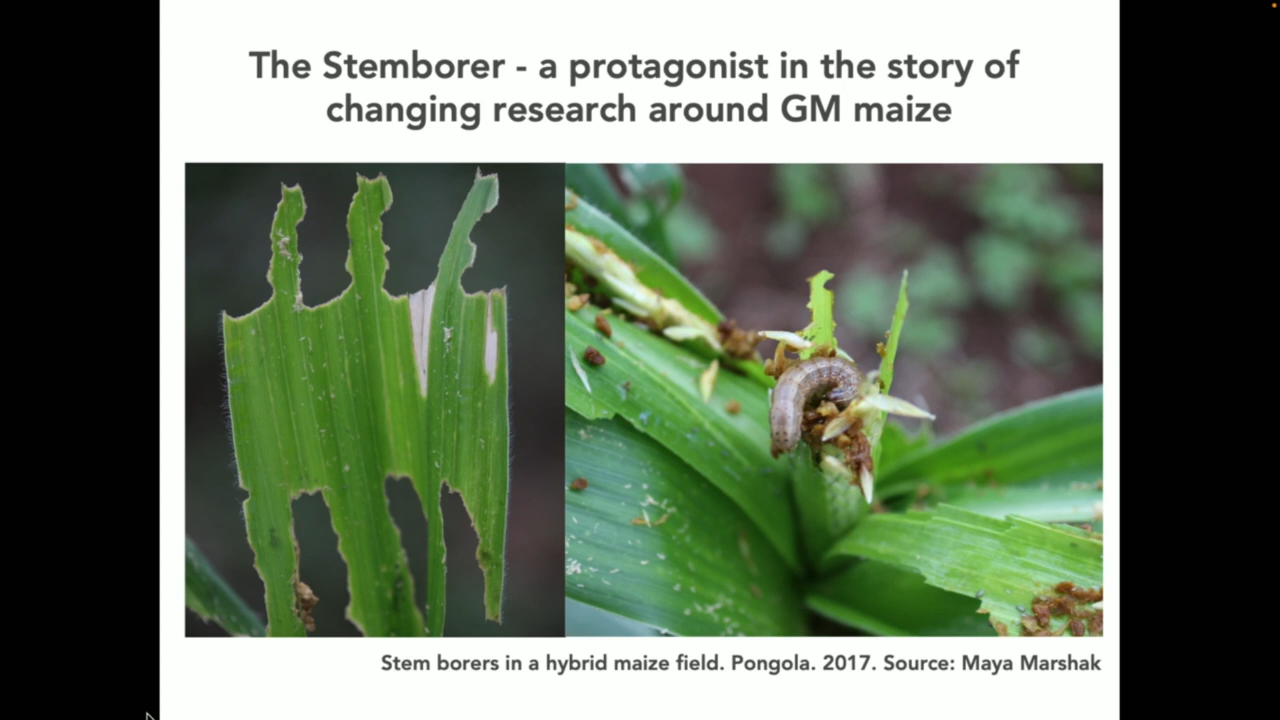 The Stemborer - a protagonist in the story of
changing research around GM maize
Stem borers in a hybrid maize field. Pongola. 2017. Source: Maya Marshak